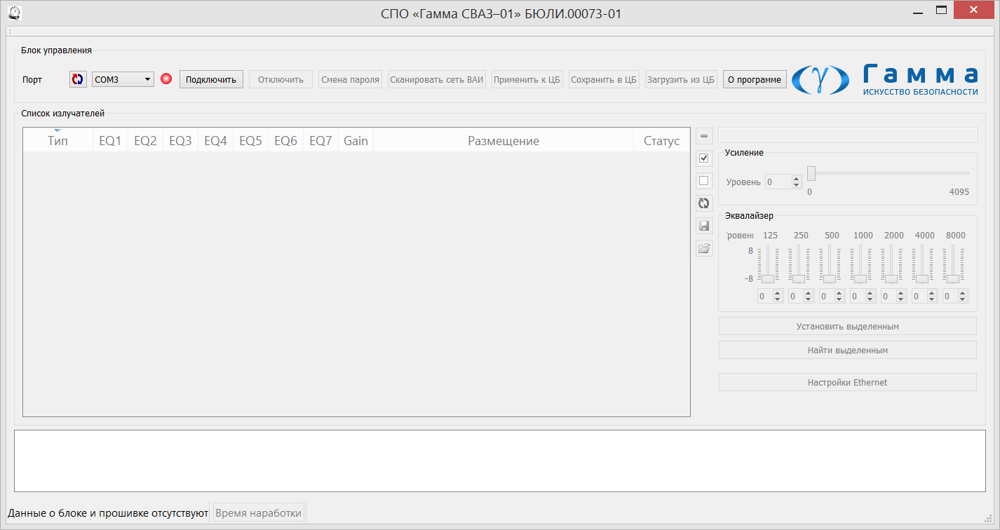 СПО «Гамма СВАЗ–01» БЮЛИ.00073-01
Блок управления
Порт COM3 Подключить Отключить Смена пароля Сканировать сеть ВАИ Применить к ЦБ Сохранить в ЦБ Загрузить из ЦБ О программе
Гамма
ИСКУССТВО БЕЗОПАСНОСТИ
Список излучателей
Тип EQ1 EQ2 EQ3 EQ4 EQ5 EQ6 EQ7 Gain Размещение Статус
Усиление
Уровень 0
0 4095
Эквалайзер
уровень 125 250 500 1000 2000 4000 8000
8
-8
0 0 0 0 0 0 0
Установить выделенным
Найти выделенным
Настройки Ethernet
Данные о блоке и прошивке отсутствуют Время наработки